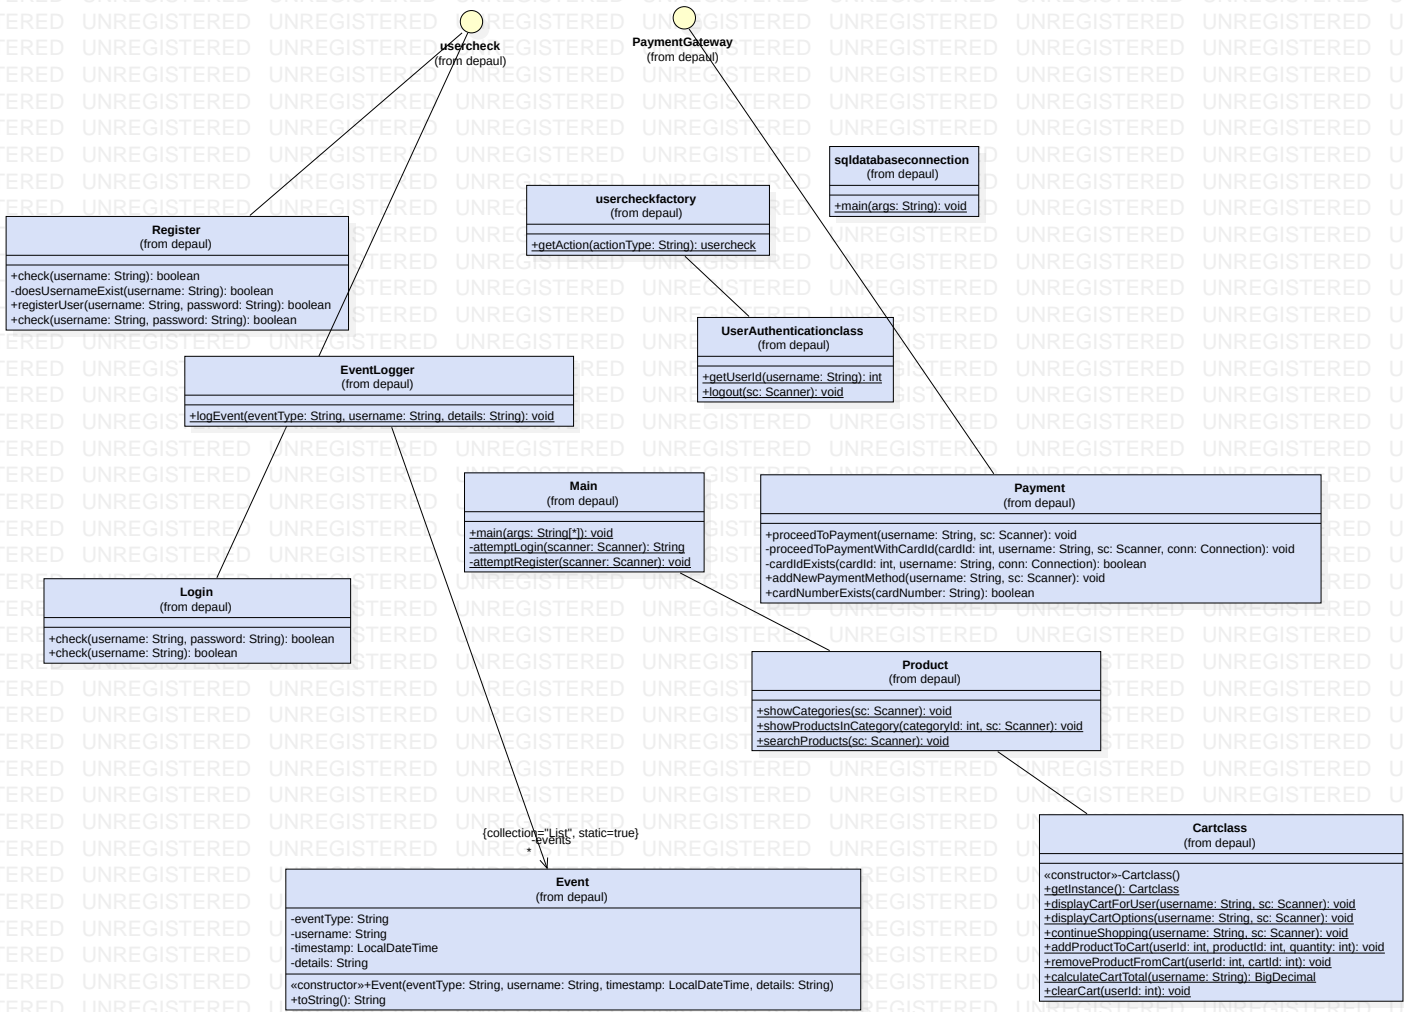 usercheck
(from depaul)
PaymentGateway
(from depaul)
sqldatabaseconnection
(from depaul)
+main(args: String): void
usercheckfactory
(from depaul)
+getAction(actionType: String): usercheck
Register
(from depaul)
+check(username: String): boolean
-doesUsernameExist(username: String): boolean
+registerUser(username: String, password: String): boolean
+check(username: String, password: String): boolean
UserAuthenticationclass
(from depaul)
+getUserId(username: String): int
+logout(sc: Scanner): void
EventLogger
(from depaul)
+logEvent(eventType: String, username: String, details: String): void
Main
(from depaul)
+main(args: String[*]): void
-attemptLogin(scanner: Scanner): String
-attemptRegister(scanner: Scanner): void
Payment
(from depaul)
+proceedToPayment(username: String, sc: Scanner): void
-proceedToPaymentWithCardId(cardId: int, username: String, sc: Scanner, conn: Connection): void
-cardIdExists(cardId: int, username: String, conn: Connection): boolean
+addNewPaymentMethod(username: String, sc: Scanner): void
+cardNumberExists(cardNumber: String): boolean
Login
(from depaul)
+check(username: String, password: String): boolean
+check(username: String): boolean
Product
(from depaul)
+showCategories(sc: Scanner): void
+showProductsInCategory(categoryId: int, sc: Scanner): void
+searchProducts(sc: Scanner): void
{collection="List", static=true}
-events
*
Cartclass
(from depaul)
«constructor»-Cartclass()
+getInstance(): Cartclass
+displayCartForUser(username: String, sc: Scanner): void
+displayCartOptions(username: String, sc: Scanner): void
+continueShopping(username: String, sc: Scanner): void
+addProductToCart(userId: int, productId: int, quantity: int): void
+removeProductFromCart(userId: int, cartId: int): void
+calculateCartTotal(username: String): BigDecimal
+clearCart(userId: int): void
Event
(from depaul)
-eventType: String
-username: String
-timestamp: LocalDateTime
-details: String
«constructor»+Event(eventType: String, username: String, timestamp: LocalDateTime, details: String)
+toString(): String
UNREGISTERED